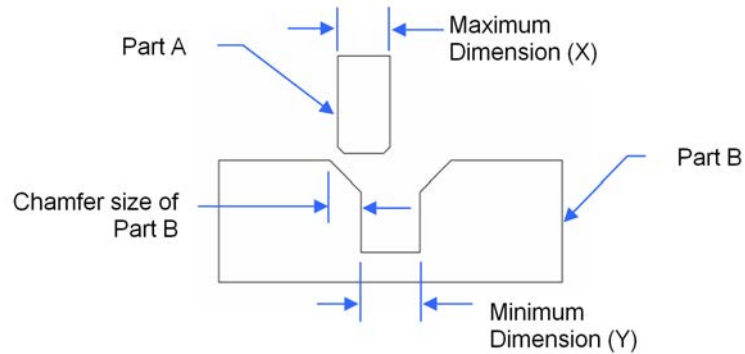 Maximum
Dimension (X)
Part A
Part B
Chamfer size of
Part B
Minimum
Dimension (Y)